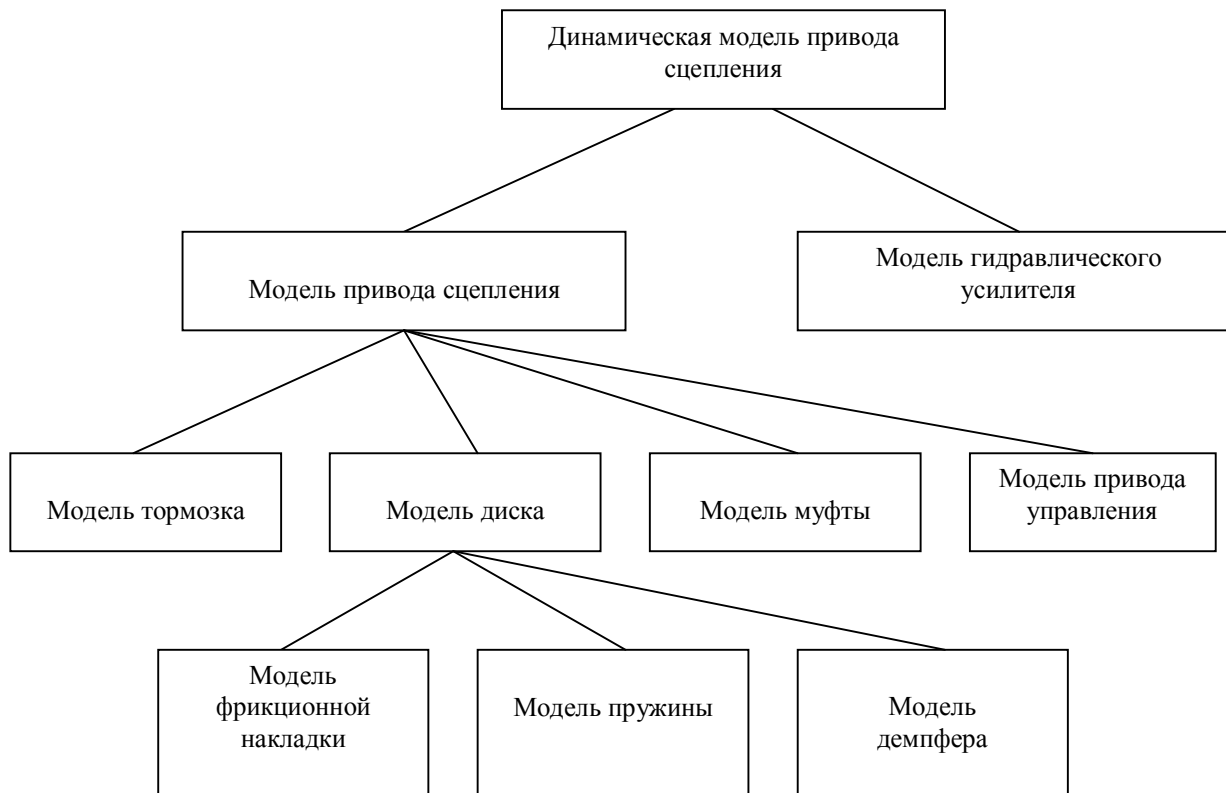 Динамическая модель привода
сцепления
Модель привода сцепления
Модель гидравлического
усилителя
Модель тормозка
Модель диска
Модель муфты
Модель привода
управления
Модель
фрикционной
накладки
Модель пружины
Модель
демпфера